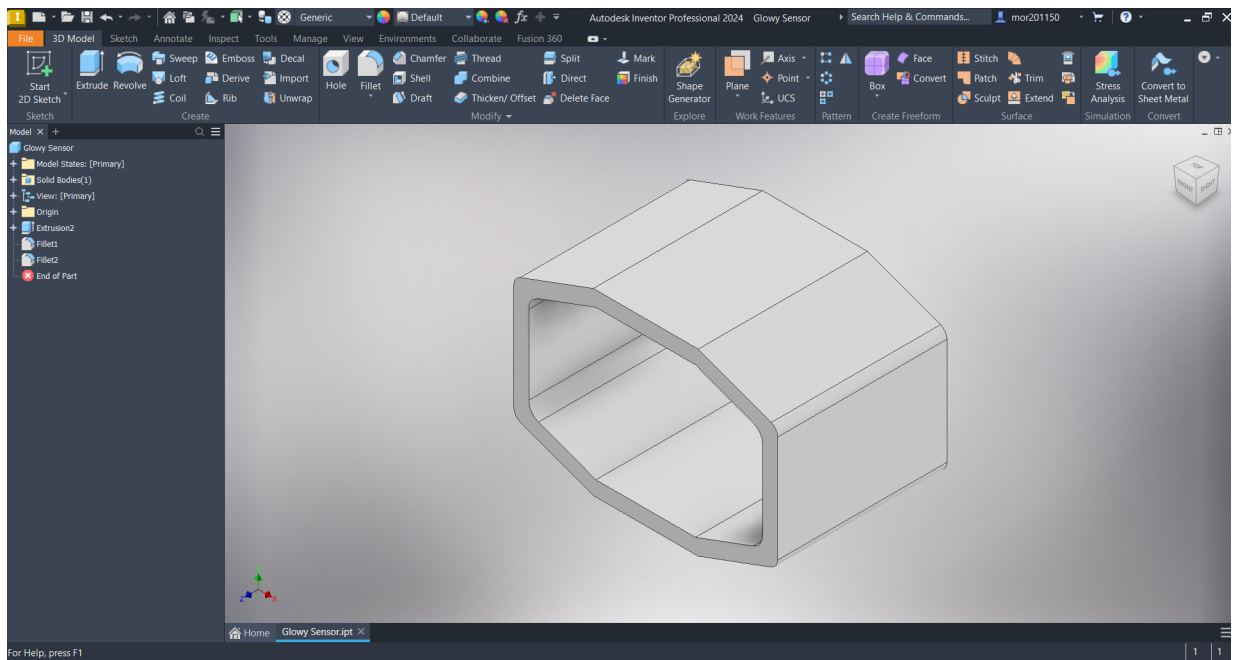 I Generic Default fx Autodesk Inventor Professional 2024 Glowy Sensor Search Help & Commands... mor201150 ?
File 3D Model Sketch Annotate Inspect Tools Manage View Environments Collaborate Fusion 360
Sweep Emboss Decal Chamfer Thread Split Mark Axis Face Stitch
Loft Derive Import Shell Combine Direct Finish Point Convert Patch Trim
Coil Rib Unwrap Draft Thicken/ Offset Delete Face UCS Sculpt Extend
Start
2D Sketch Extrude Revolve Hole Fillet Shape
Generator Plane Box Stress
Analysis Convert to
Sheet Metal
Sketch Create Modify Explore Work Features Pattern Create Freeform Surface Simulation Convert
Model × +
Glowy Sensor
Model States: [Primary]
Solid Bodies(1)
View: [Primary]
Origin
Extrusion2
Fillet1
Fillet2
End of Part
TOP
FRONT RIGHT
Z X
Home Glowy Sensor.ipt ×
For Help, press F1 1 1